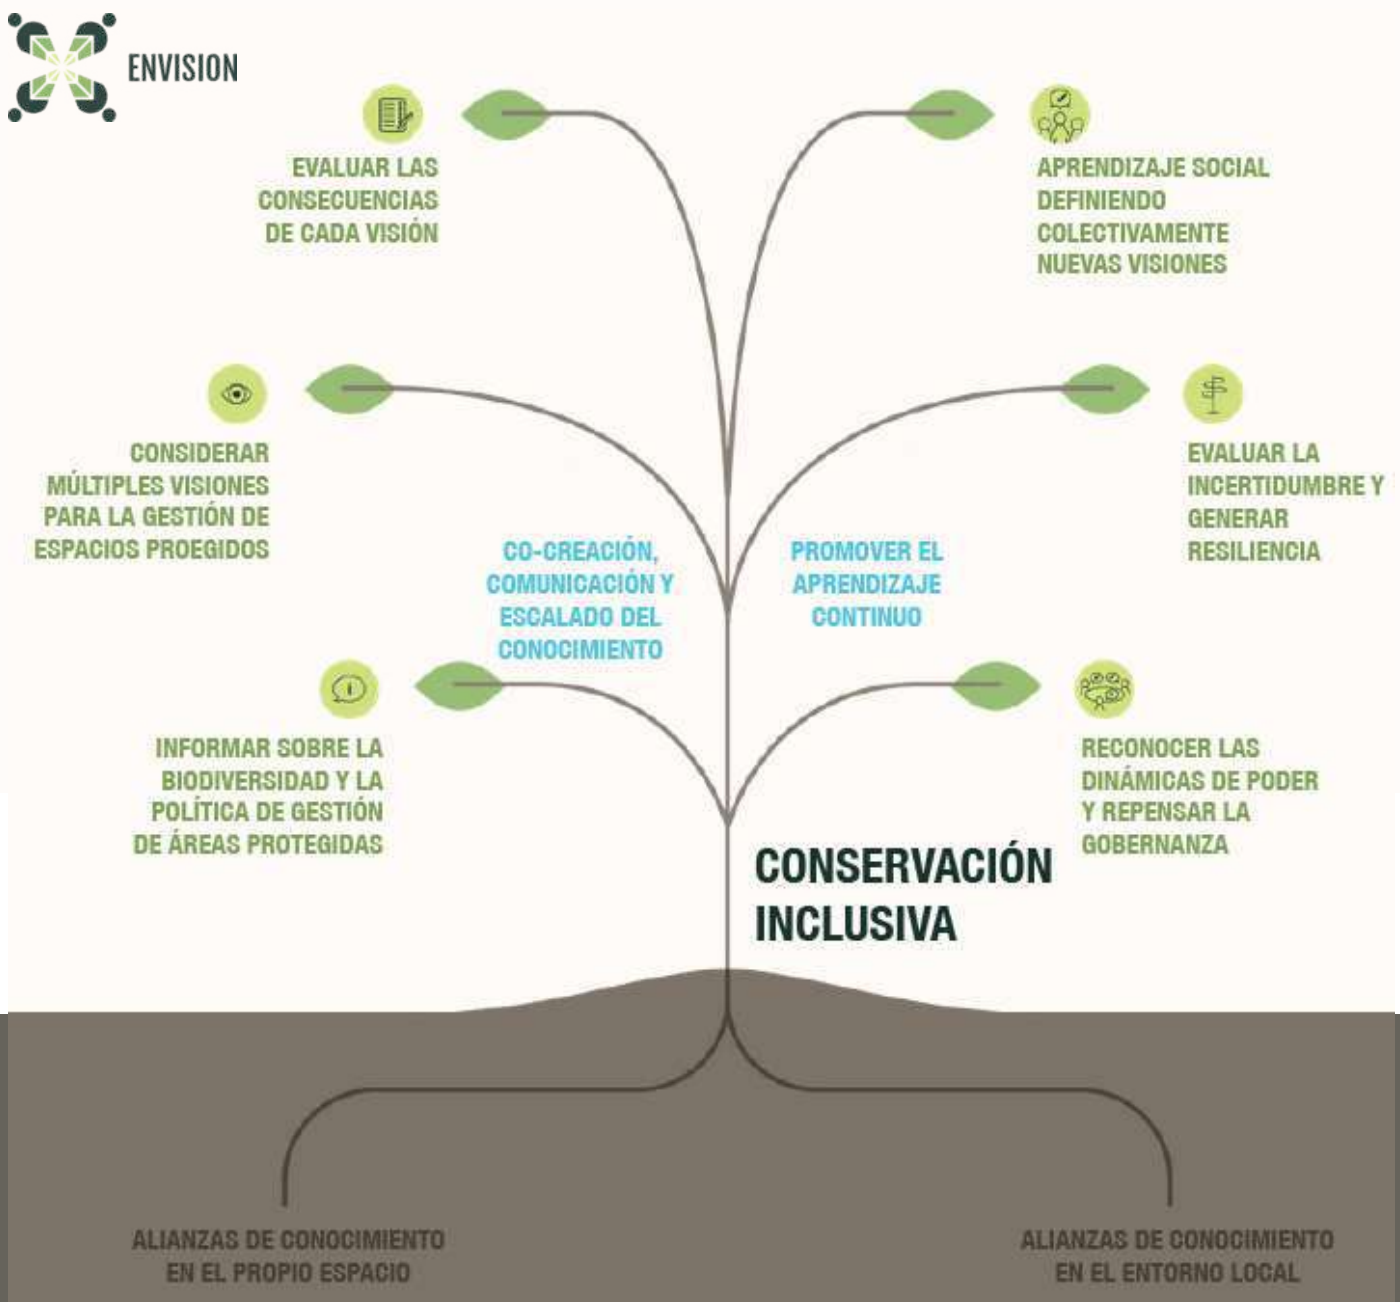 ENVISION
EVALUAR LAS
CONSECUENCIAS
DE CADA VISIÓN
APRENDIZAJE SOCIAL
DEFINIENDO
COLECTIVAMENTE
NUEVAS VISIONES
CONSIDERAR
MÚLTIPLES VISIONES
PARA LA GESTIÓN DE
ESPACIOS PROEGIDOS
EVALUAR LA
INCERTIDUMBRE Y
GENERAR
RESILIENCIA
CO-CREACIÓN,
COMUNICACIÓN Y
ESCALADO DEL
CONOCIMIENTO
PROMOVER EL
APRENDIZAJE
CONTINUO
INFORMAR SOBRE LA
BIODIVERSIDAD Y LA
POLÍTICA DE GESTIÓN
DE ÁREAS PROTEGIDAS
RECONOCER LAS
DINÁMICAS DE PODER
Y REPENSAR LA
GOBERNANZA
CONSERVACIÓN
INCLUSIVA
ALIANZAS DE CONOCIMIENTO
EN EL PROPIO ESPACIO
ALIANZAS DE CONOCIMIENTO
EN EL ENTORNO LOCAL